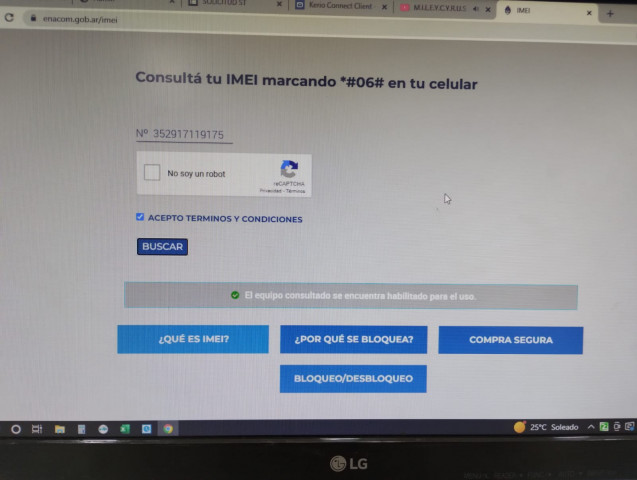 SOLICITUD ST
Kenio Connect Client -
IMEI
enacom.gob.ar/imei
Consultá tu IMEI marcando *#06# en tu celular
Nº 352917119175
No soy un robot
reCAPTCHA
Privacidad - Términos
ACEPTO TERMINOS Y CONDICIONES
BUSCAR
El equipo consultado se encuentra habilitado para el uso.
¿QUÉ ES IMEI?
¿POR QUÉ SE BLOQUEA?
COMPRA SEGURA
BLOQUEO/DESBLOQUEO
25°C Soleado
LG